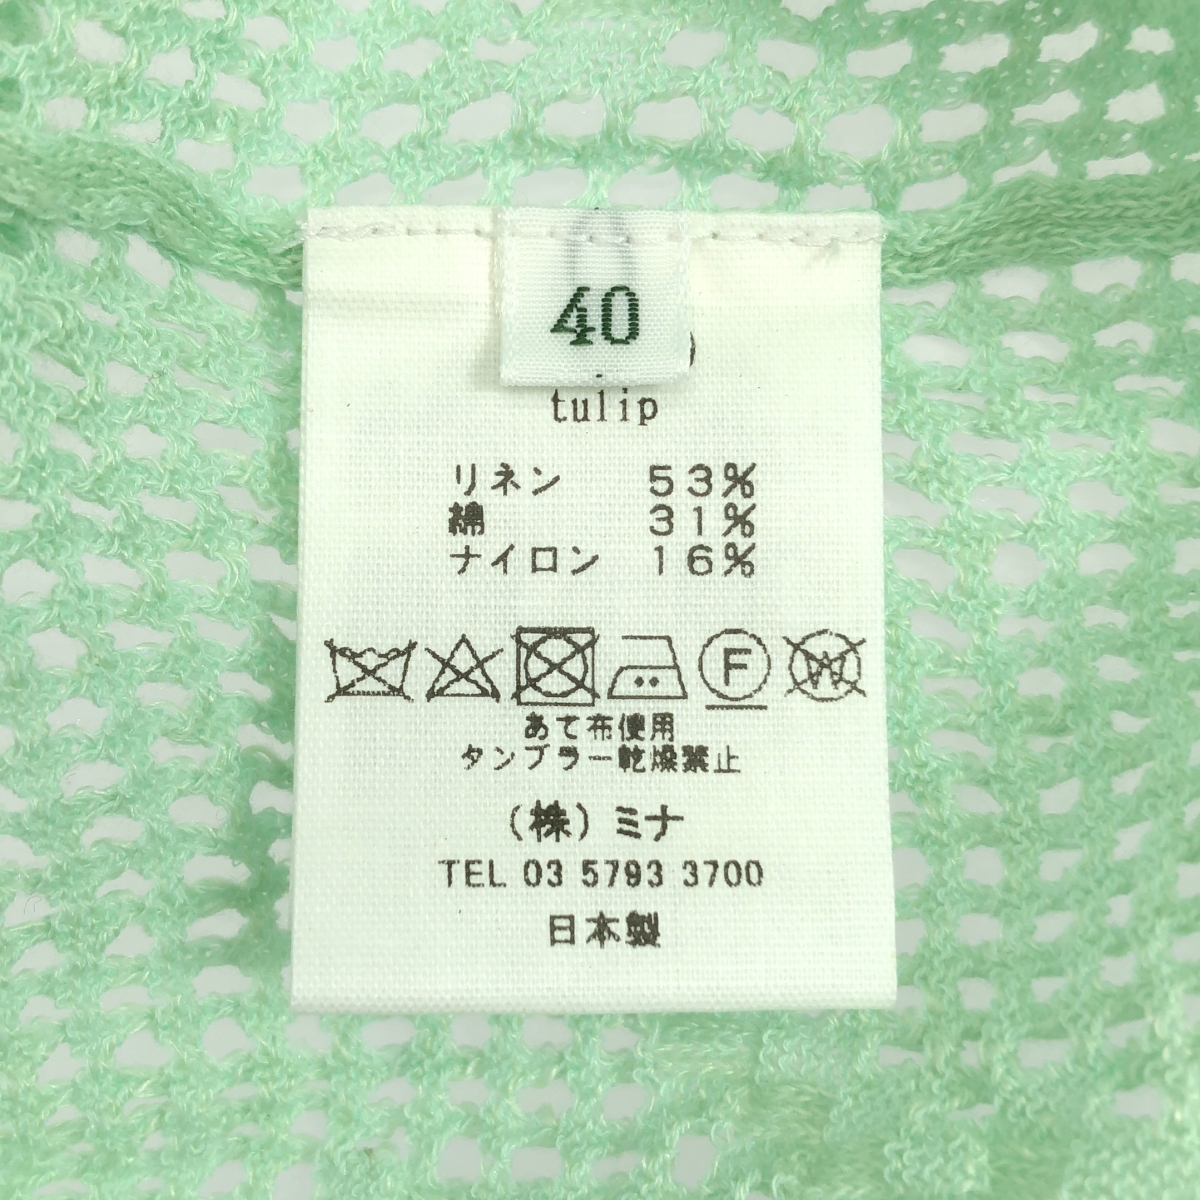 40
tulip
リネン 53%
綿 31%
ナイロン 16%
F W
あて布使用
タンブラー乾燥禁止
(株)ミナ
TEL 03 5793 3700
日本製